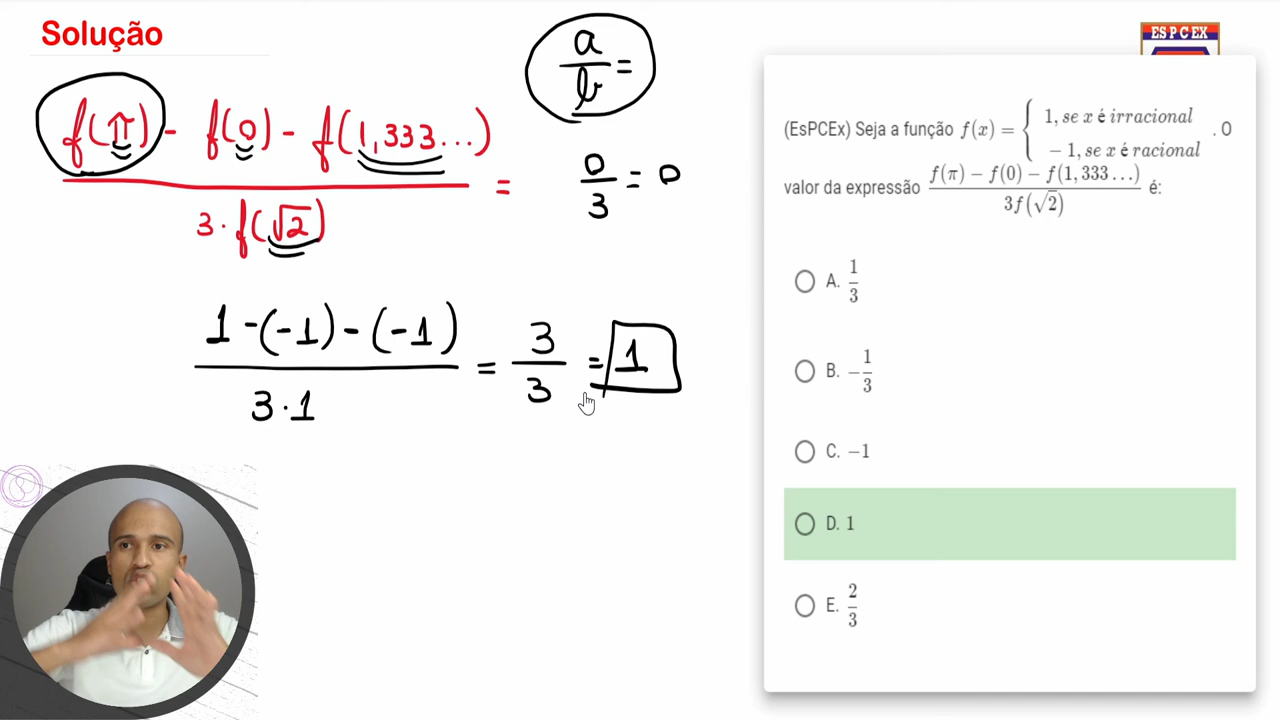 Solução
a/b =
f(π) - f(0) - f(1,333...)
3 · f(√2)
=
0/3 = 0
1 - (-1) - (-1)
3 · 1
= 3/3 = 1
ESPCEX
(EsPCEx) Seja a função f(x) = { 1, se x é irracional
- 1, se x é racional . O
valor da expressão f(π) - f(0) - f(1,333...) / 3f(√2) é:
A. 1/3
B. -1/3
C. -1
D. 1
E. 2/3